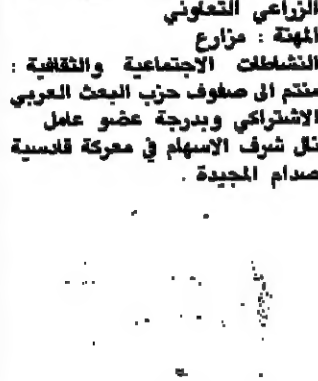 الزراعي التعاوني
المهنة : مزارع
النشاطات الاجتماعية والثقافية :
منتم الى صفوف حزب البعث العربي
الاشتراكي وبدرجة عضو عامل
نال شرف الاسهام في معركة قادسية
صدام المجيدة .